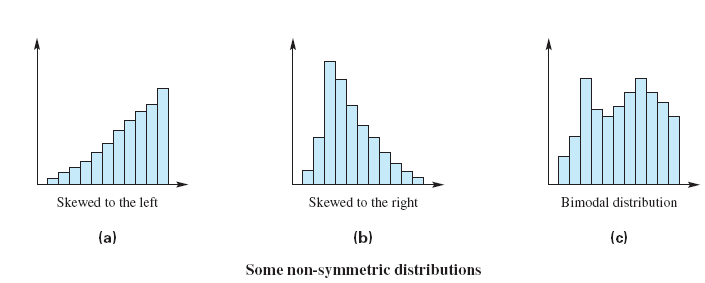 Skewed to the left
Skewed to the right
Bimodal distribution
(a)
(b)
(c)
Some non-symmetric distributions